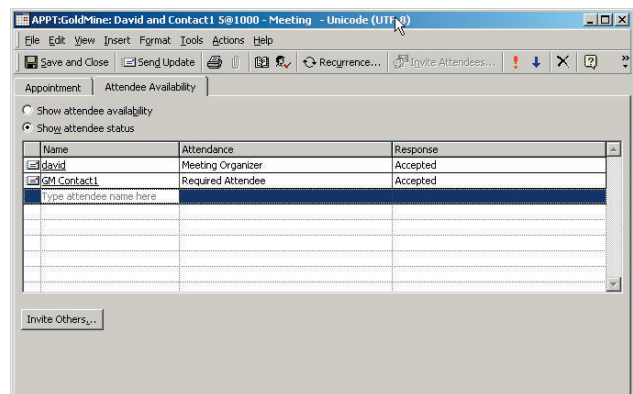 APPT:GoldMine: David and Contact1 5@1000 - Meeting - Unicode (UTF-8)
File Edit View Insert Format Tools Actions Help
Save and Close Send Update Recurrence... Invite Attendees...
Appointment Attendee Availability
Show attendee availability
Show attendee status
Name Attendance Response
david Meeting Organizer Accepted
GM Contact1 Required Attendee Accepted
Type attendee name here
Invite Others...